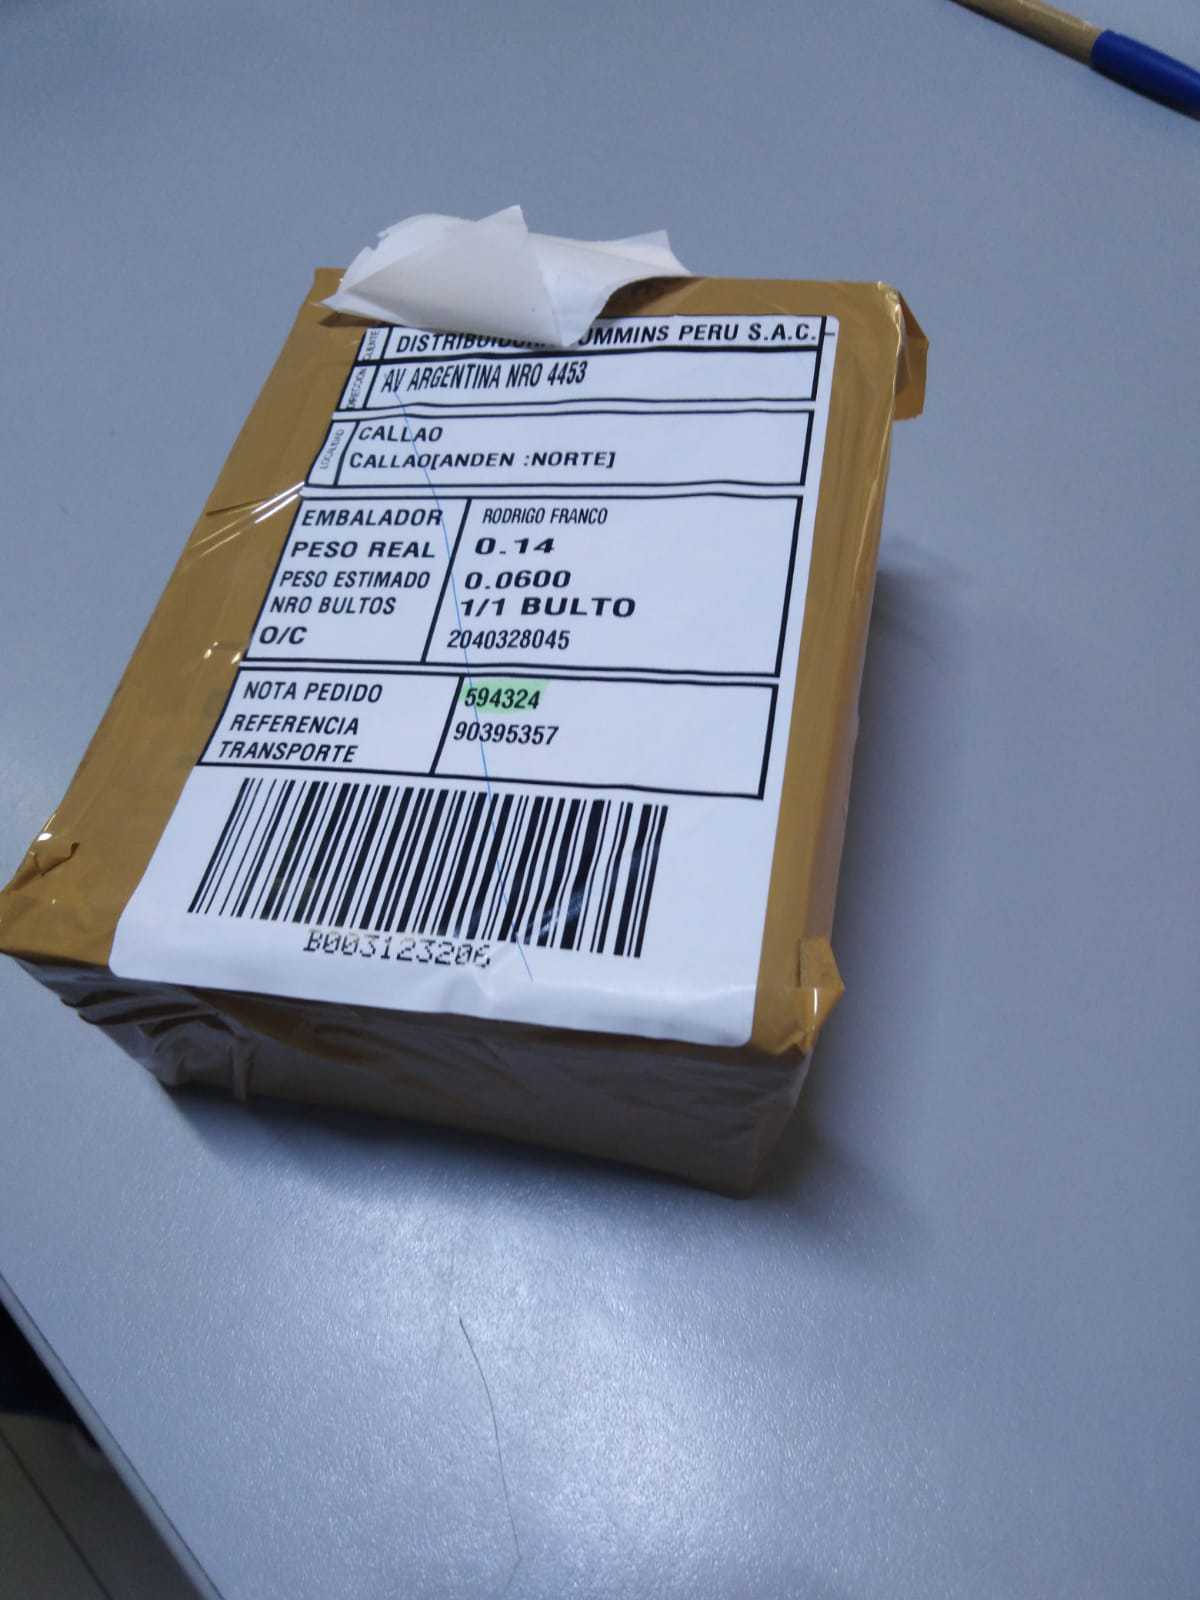 CLIENTE
DISTRIBUIDORA CUMMINS PERU S.A.C.
DIRECCION
AV ARGENTINA NRO 4453
LOCALIDAD
CALLAO
CALLAO[ANDEN :NORTE]
EMBALADOR RODRIGO FRANCO
PESO REAL 0.14
PESO ESTIMADO 0.0600
NRO BULTOS 1/1 BULTO
O/C 2040328045
NOTA PEDIDO 594324
REFERENCIA 90395357
TRANSPORTE
B003123206